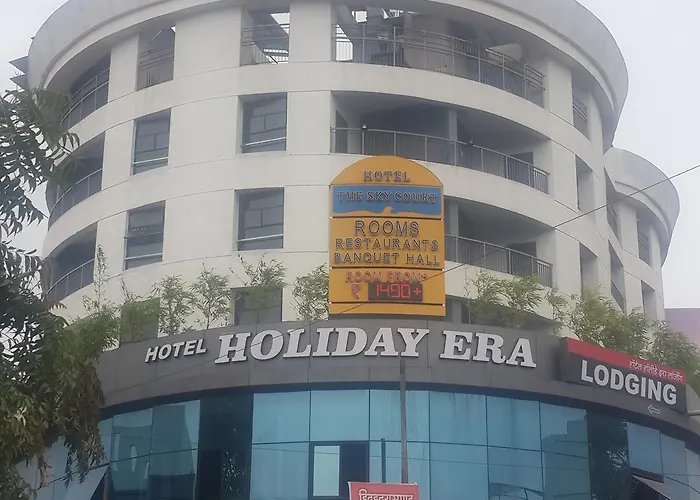 HOTEL
THE SKY COURT
ROOMS
RESTAURANTS
BANQUET HALL
ROOM FROM
₹ 1490 +
HOTEL HOLIDAY ERA
LODGING